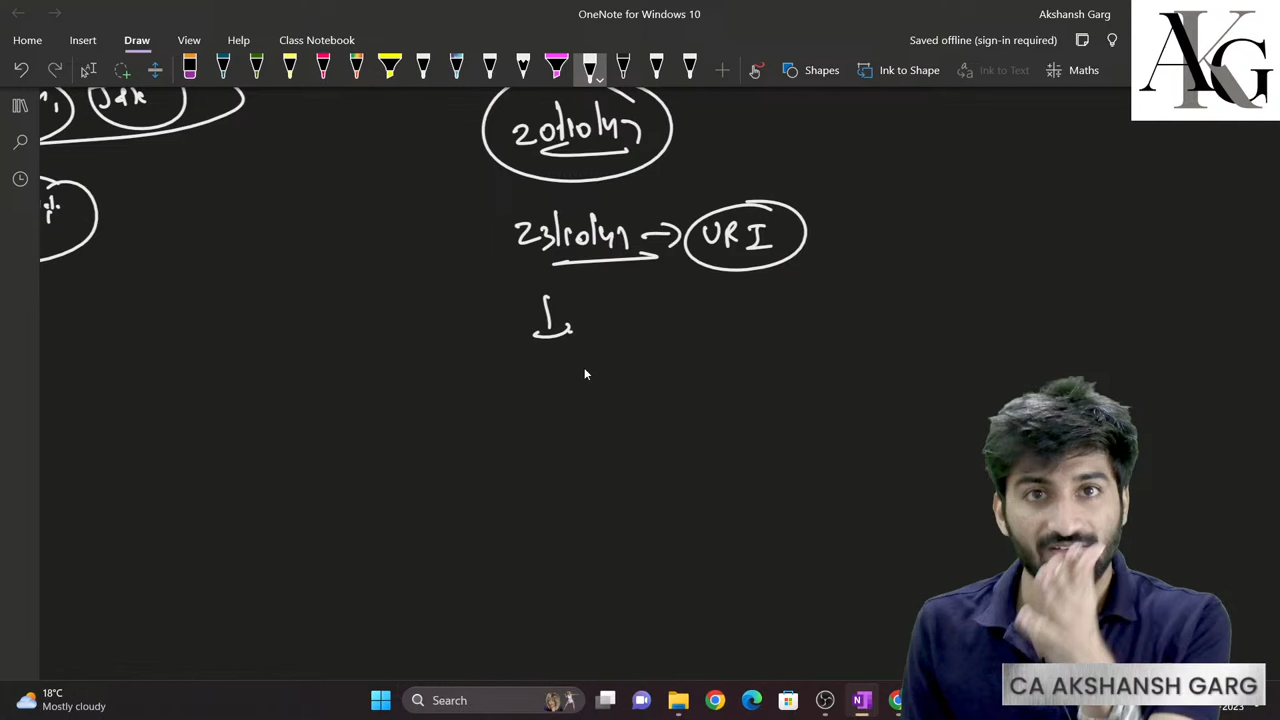 OneNote for Windows 10
Akshansh Garg
Home Insert Draw View Help Class Notebook
Saved offline (sign-in required)
Shapes Ink to Shape Ink to Text Maths
AKG
J&K
20/10/47
23/10/47 → URI
CA AKSHANSH GARG
18°C
Mostly cloudy
Search
2023